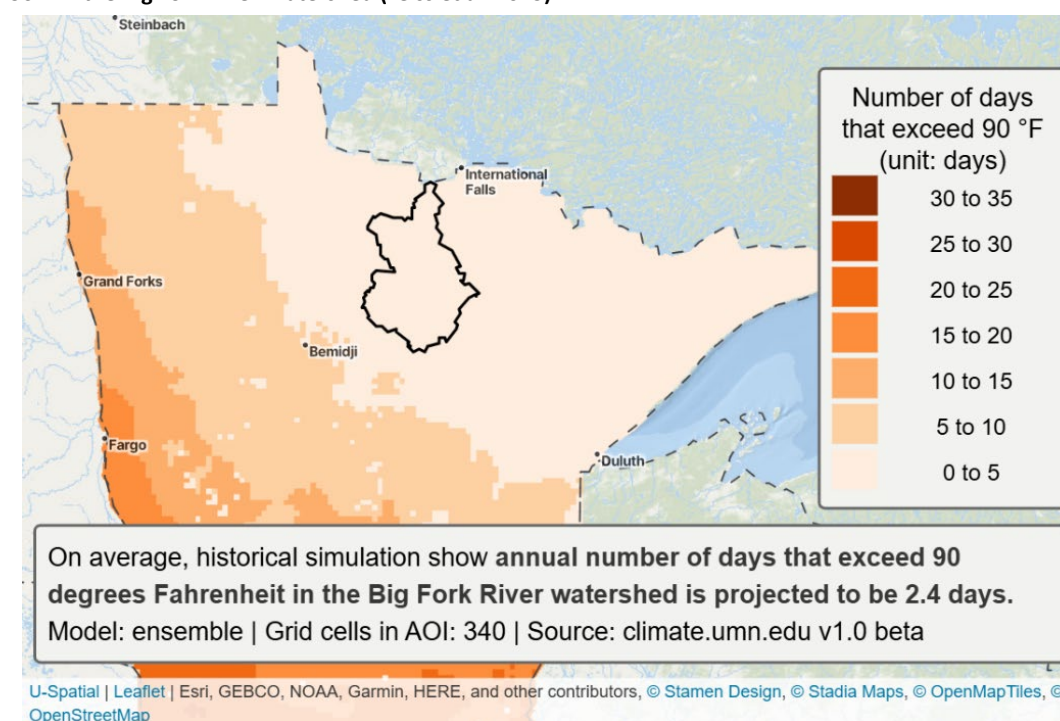 Steinbach
International
Falls
Grand Forks
Bemidji
Fargo
Duluth
Number of days
that exceed 90 °F
(unit: days)
30 to 35
25 to 30
20 to 25
15 to 20
10 to 15
5 to 10
0 to 5
On average, historical simulation show annual number of days that exceed 90
degrees Fahrenheit in the Big Fork River watershed is projected to be 2.4 days.
Model: ensemble | Grid cells in AOI: 340 | Source: climate.umn.edu v1.0 beta
U-Spatial | Leaflet | Esri, GEBCO, NOAA, Garmin, HERE, and other contributors, © Stamen Design, © Stadia Maps, © OpenMapTiles, ©
OpenStreetMap